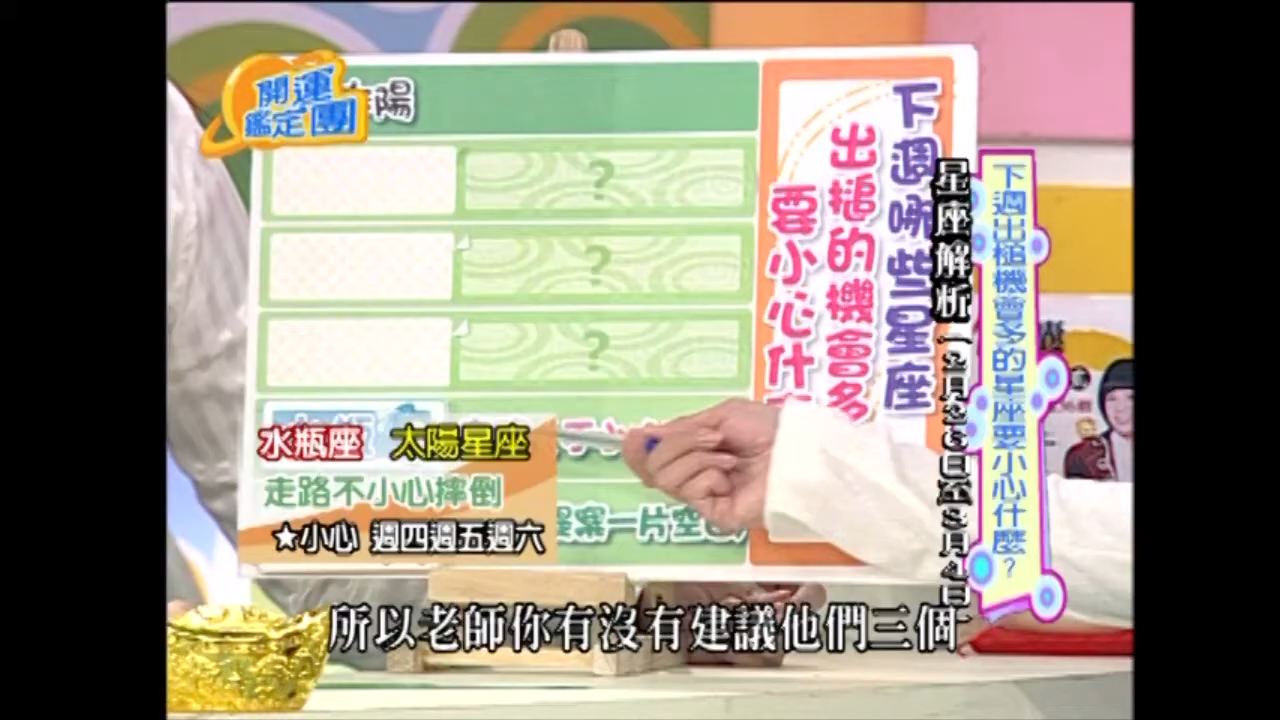 開運
鑑定團
陽
?
?
?
下週哪些星座
出搥的機會多
要小心什
星座解析
下週出槌機會多的星座要小心什麼?
水瓶座 太陽星座
走路不小心摔倒
★小心 週四週五週六
一片空
所以老師你有沒有建議他們三個